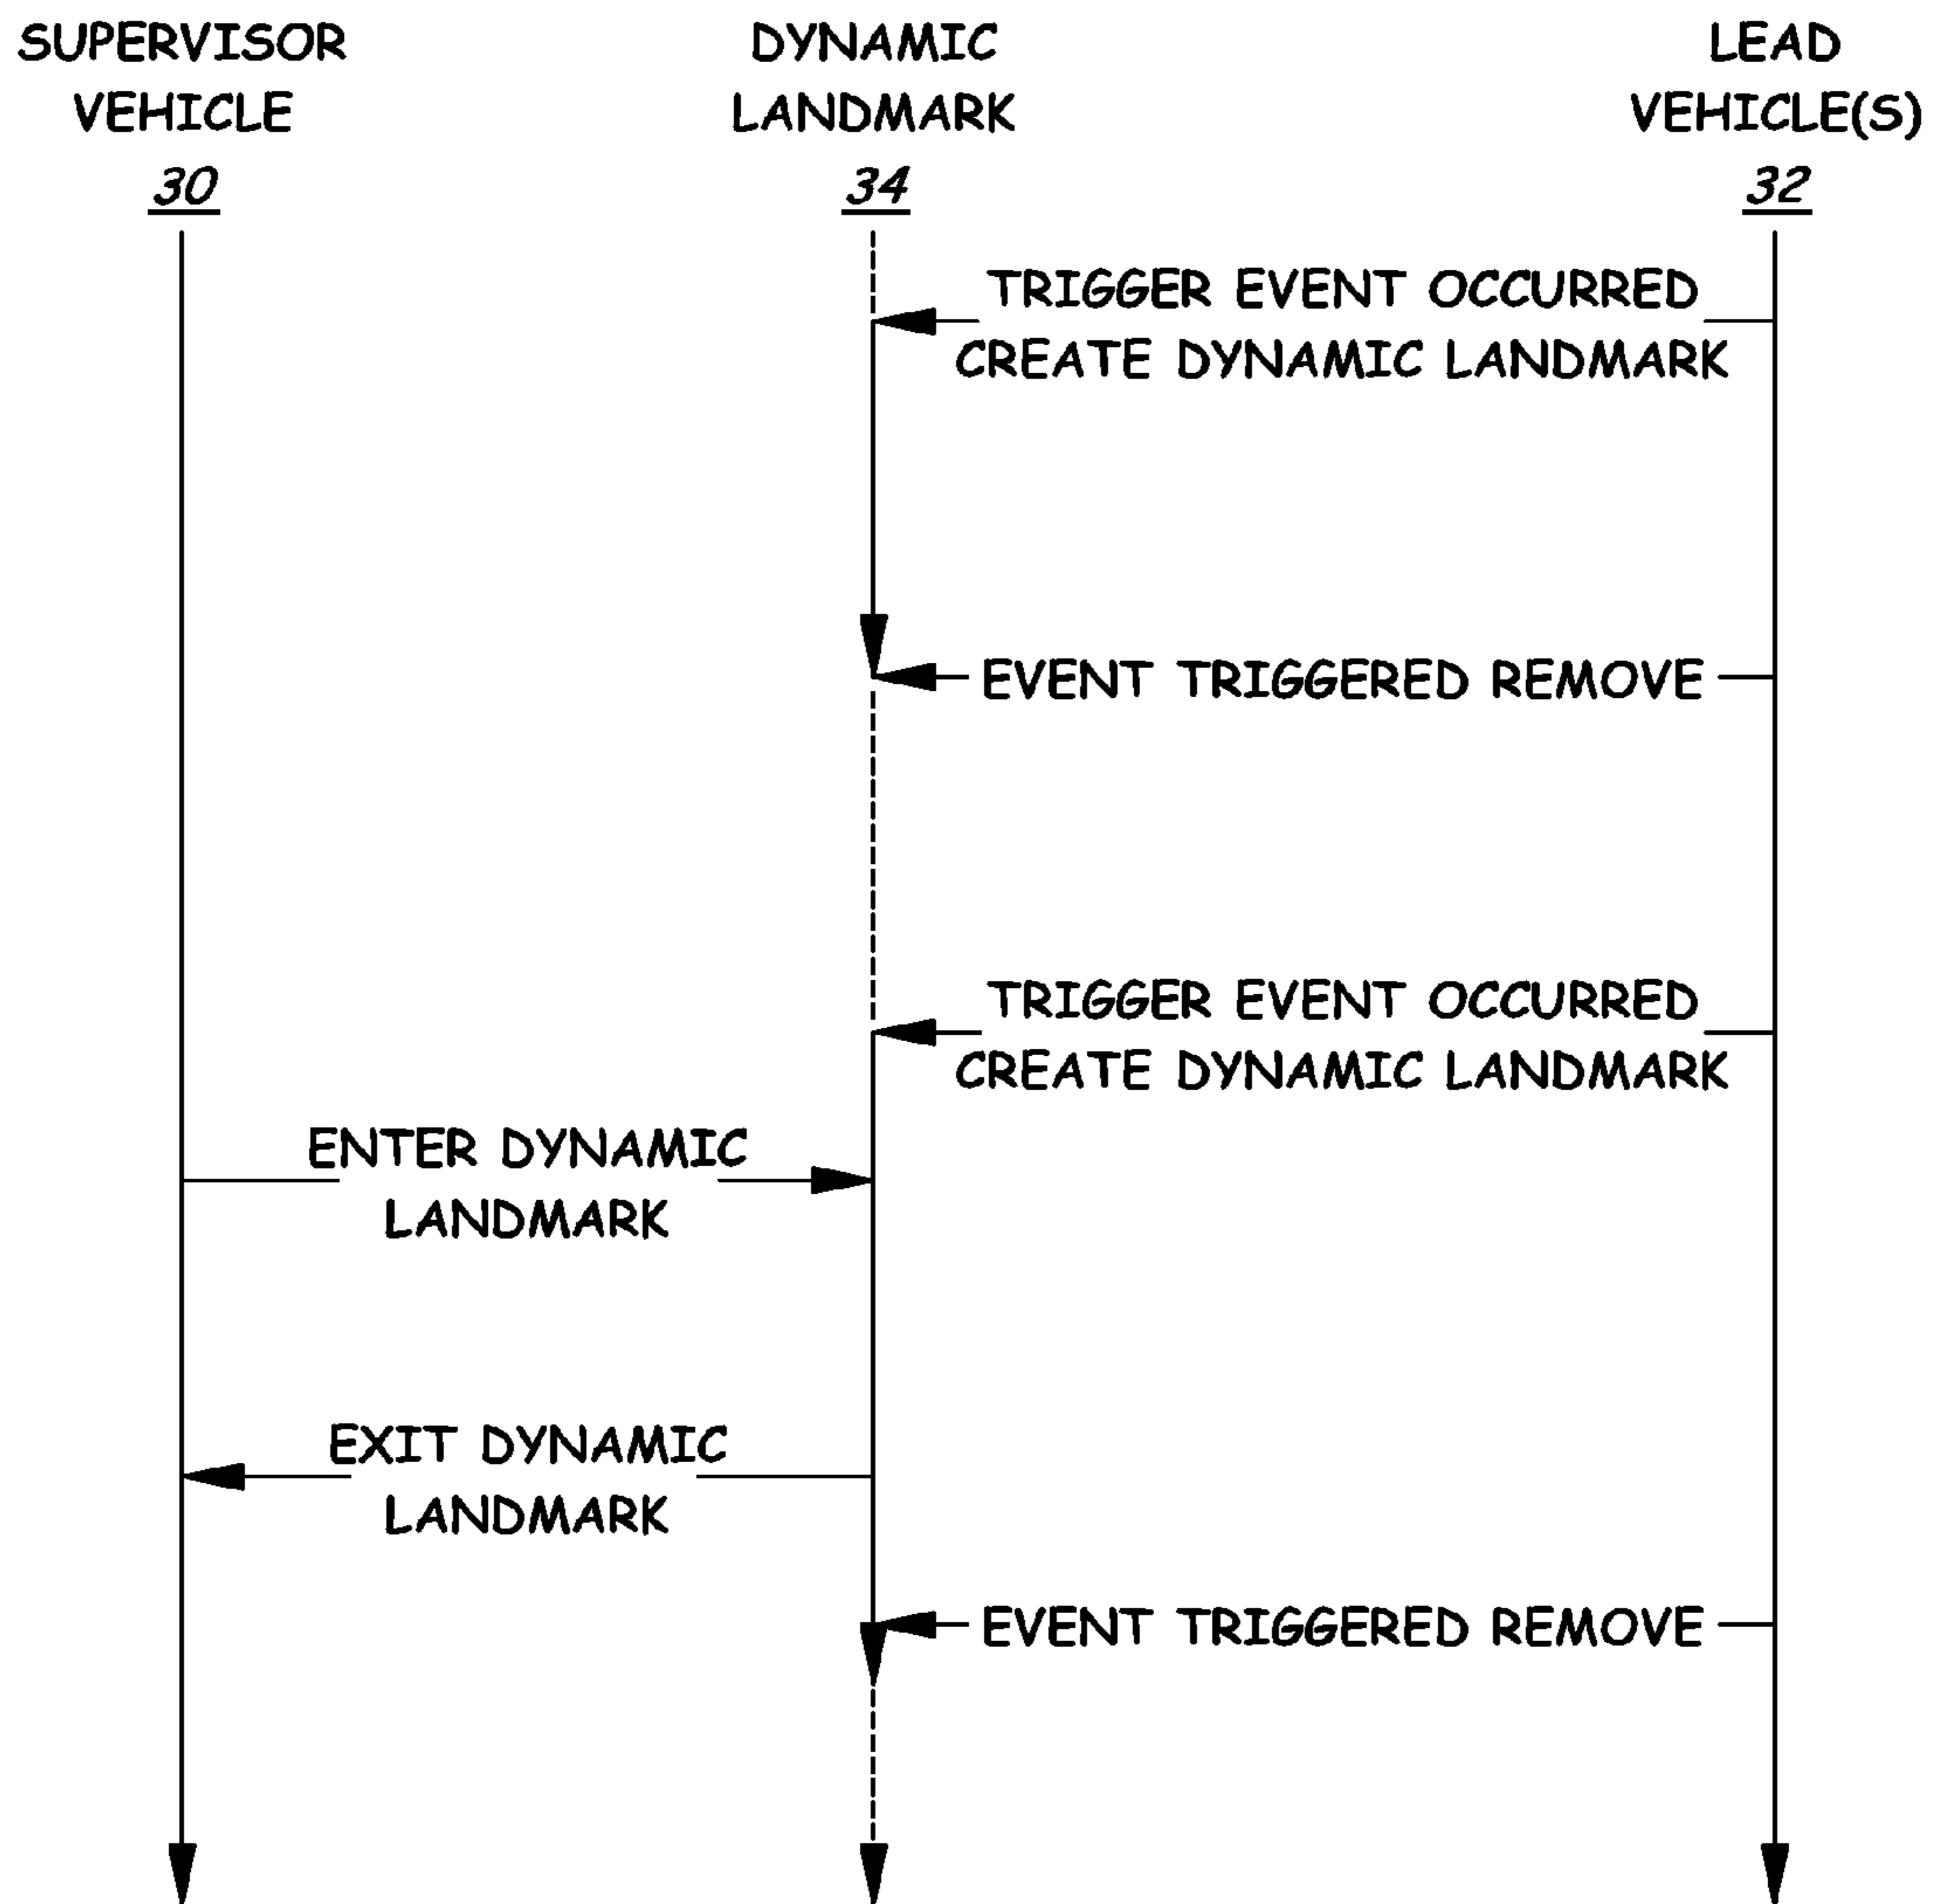 SUPERVISOR
VEHICLE
30
DYNAMIC
LANDMARK
34
LEAD
VEHICLE(S)
32
TRIGGER EVENT OCCURRED
CREATE DYNAMIC LANDMARK
EVENT TRIGGERED REMOVE
TRIGGER EVENT OCCURRED
CREATE DYNAMIC LANDMARK
ENTER DYNAMIC
LANDMARK
EXIT DYNAMIC
LANDMARK
EVENT TRIGGERED REMOVE